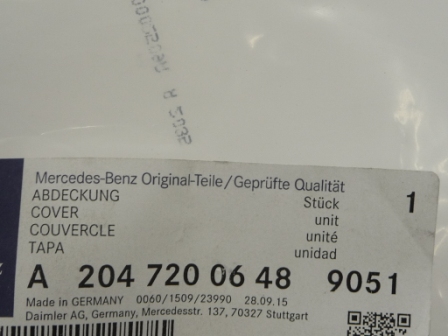 Mercedes-Benz Original-Teile/Geprüfte Qualität
ABDECKUNG Stück 1
COVER unit
COUVERCLE unité
TAPA unidad
A 204 720 06 48 9051
Made in GERMANY 0060/1509/23990 28.09.15
Daimler AG, Germany, Mercedesstr. 137, 70327 Stuttgart